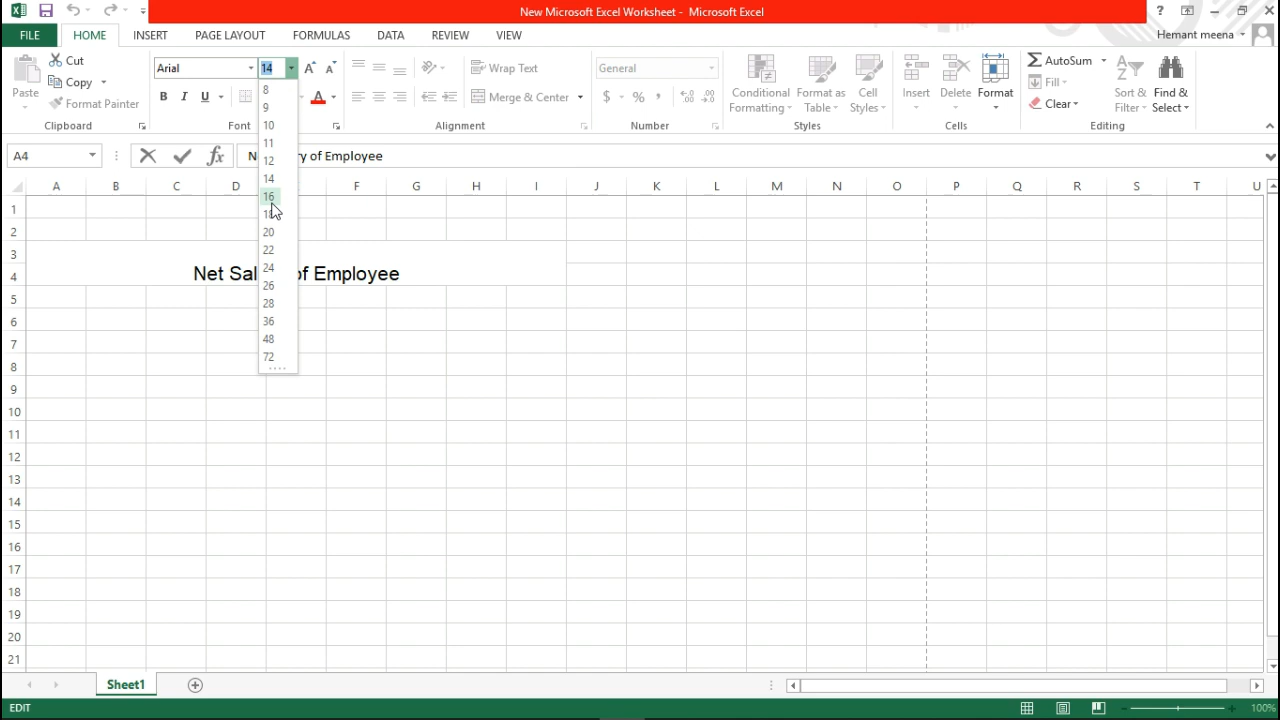 New Microsoft Excel Worksheet - Microsoft Excel
FILE HOME INSERT PAGE LAYOUT FORMULAS DATA REVIEW VIEW Hemant meena
Cut
Copy
Format Painter
Paste
Clipboard
Arial 14
B I U
Font
Wrap Text
Merge & Center
Alignment
General
$ % ,
Number
Conditional Formatting
Format as Table
Cell Styles
Styles
Insert Delete Format
Cells
AutoSum
Fill
Clear
Sort & Filter
Find & Select
Editing
8
9
10
11
12
14
16
18
20
22
24
26
28
36
48
72
A4 fx of Employee
A B C D F G H I J K L M N O P Q R S T U
1
2
3
4 Net of Employee
5
6
7
8
9
10
11
12
13
14
15
16
17
18
19
20
21
Sheet1
EDIT 100%